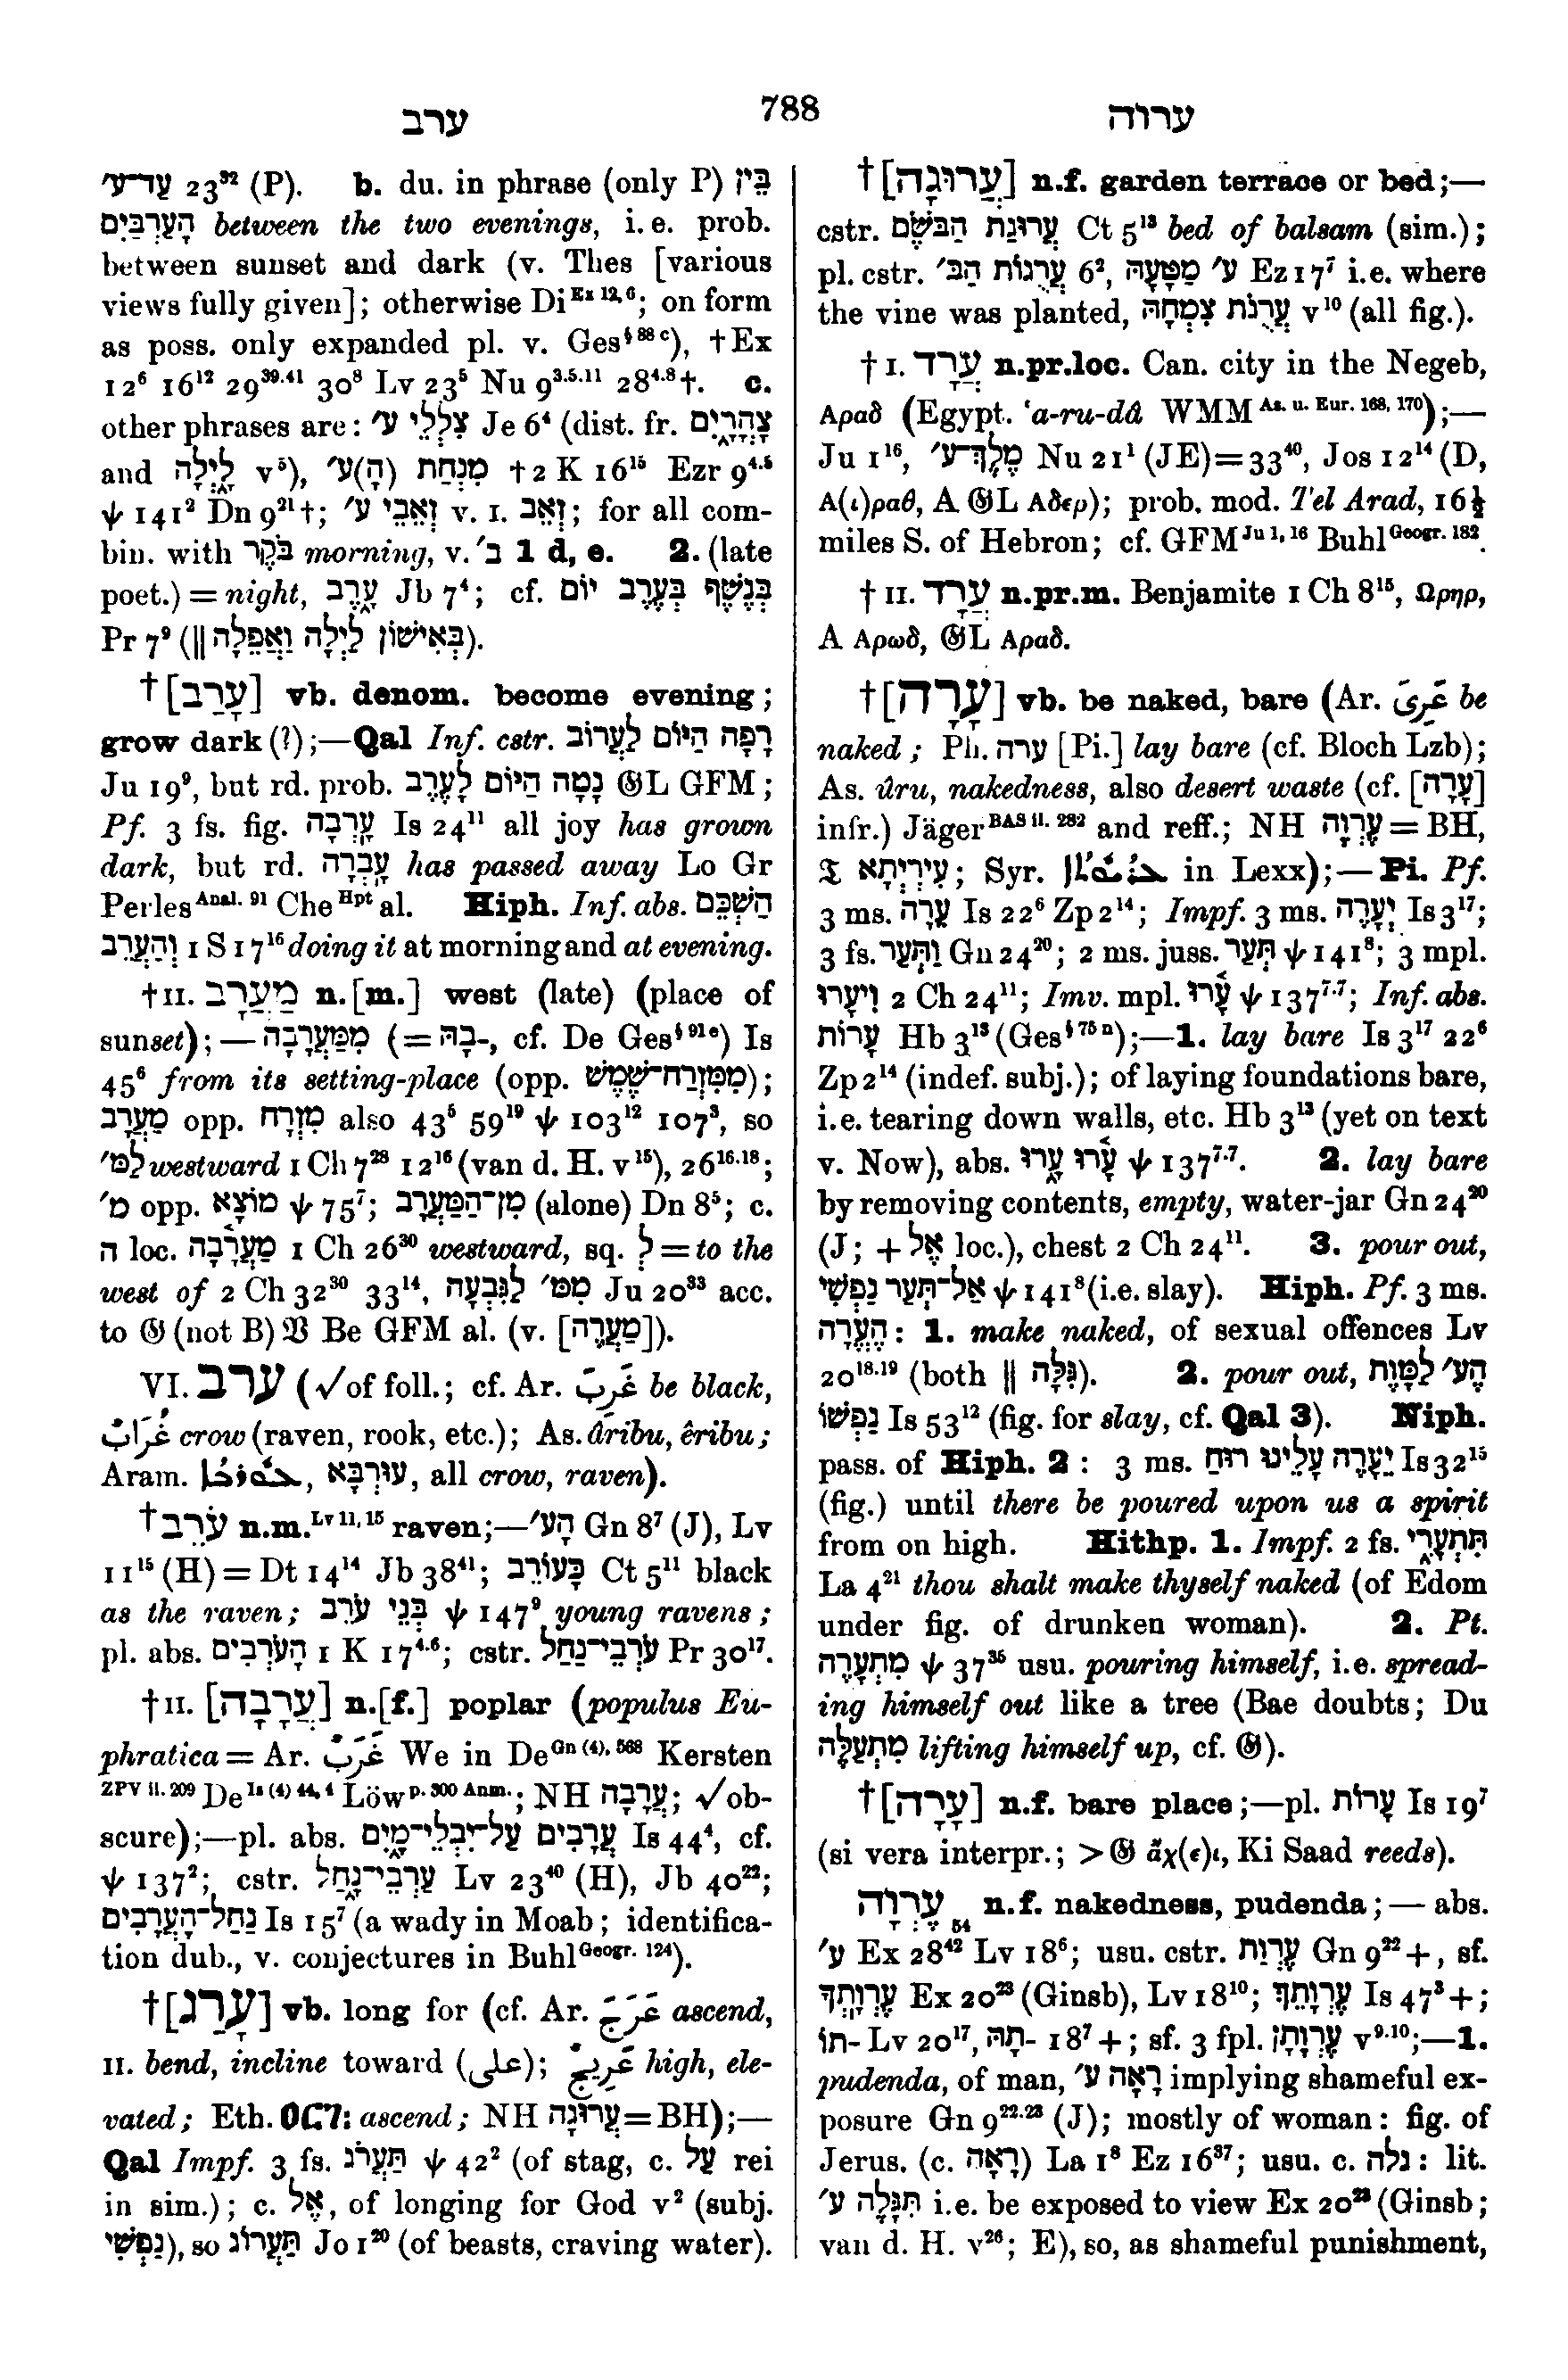 ערב
788
ערוה
עַד־ע׳ 23³² (P). b. du. in phrase (only P) בֵּין
הָעַרְבַּיִם between the two evenings, i. e. prob.
between sunset and dark (v. Thes [various
views fully given]; otherwise Di Ex 12, 6; on form
as poss. only expanded pl. v. Ges § 88 c), †Ex
12⁶ 16¹² 29³⁹·⁴¹ 30⁸ Lv 23⁵ Nu 9³·⁵·¹¹ 28⁴·⁸†. c.
other phrases are: צִלְלֵי ע׳ Je 6⁴ (dist. fr. צָהֳרָיִם
and לָיְלָה v⁵), מִנְחַת (הָ)ע׳ †2 K 16¹⁵ Ezr 9⁴·⁵
ψ 141² Dn 9²¹†; זְאֵבֵי ע׳ v. I. זְאֵב; for all com-
bin. with בֹּקֶר morning, v. ב׳ 1 d, e. 2. (late
poet.) = night, עָרֶב Jb 7⁴; cf. בְּנֶשֶׁף בְּעֶרֶב יוֹם
Pr 7⁹ (|| בְּאִישׁוֹן לַיְלָה וַאֲפֵלָה).
†[עָרַב] vb. denom. become evening;
grow dark (?);—Qal Inf. cstr. רָפָה הַיּוֹם לַעֲרוֹב
Ju 19⁹, but rd. prob. נָטָה הַיּוֹם לָעֶרֶב 𝔊L GFM;
Pf. 3 fs. fig. עָֽרְבָה Is 24¹¹ all joy has grown
dark, but rd. עָֽבְרָה has passed away Lo Gr
Perles Anal. 91 Che Hpt al. Hiph. Inf. abs. הַשְׁכֵּם
וְהַעֲרֵב 1 S 17¹⁶ doing it at morning and at evening.
†II. מַעֲרָב n.[m.] west (late) (place of
sunset);—מִמַּעֲרָבָה (= בָהּ-, cf. De Ges § 91 e) Is
45⁶ from its setting-place (opp. מִמִּזְרַח־שֶׁמֶשׁ);
מַעֲרָב opp. מִזְרָח also 43⁵ 59¹⁹ ψ 103¹² 107³, so
לַמּ׳ westward 1 Ch 7²⁸ 12¹⁶ (van d. H. v¹⁵), 26¹⁶·¹⁸;
מ׳ opp. מוֹצָא ψ 75⁷; מִן־הַמַּעֲרָב (alone) Dn 8⁵; c.
ה loc. מַעֲרָ֫בָה 1 Ch 26³⁰ westward, sq. לְ = to the
west of 2 Ch 32³⁰ 33¹⁴, מִמּ׳ לְגִבְעָה Ju 20³³ acc.
to 𝔊 (not B) 𝔙 Be GFM al. (v. [מַעֲרֶה]).
VI. ערב (√ of foll.; cf. Ar. غَرِبَ be black,
غُرَابٌ crow (raven, rook, etc.); As. âribu, êribu;
Aram. ܥܘܪܒܐ, עוּרְבָא, all crow, raven).
†עֹרֵב n.m. Lv 11, 15 raven;—הָע׳ Gn 8⁷ (J), Lv
11¹⁵ (H) = Dt 14¹⁴ Jb 38⁴¹; כָּעוֹרֵב Ct 5¹¹ black
as the raven; בְּנֵי עֹרֵב ψ 147⁹ young ravens;
pl. abs. הָעֹרְבִים 1 K 17⁴·⁶; cstr. עֹרְבֵי־נַחַל Pr 30¹⁷.
†II. [עֲרָבָה] n.[f.] poplar (populus Eu-
phratica = Ar. غَرَبٌ We in De Gn (4), 568 Kersten
ZPV ii. 209 De Is (4) 44, 4 Löw p. 300 Anm.; NH עֲרָבָה; √ob-
scure);—pl. abs. עֲרָבִים עַל־יִבְלֵי־מָיִם Is 44⁴, cf.
ψ 137²; cstr. עַרְבֵי־נָחַל Lv 23⁴⁰ (H), Jb 40²²;
נַחַל־הָעֲרָבִים Is 15⁷ (a wady in Moab; identifica-
tion dub., v. conjectures in Buhl Geogr. 124).
†[עָרַג] vb. long for (cf. Ar. عَرَجَ ascend,
II. bend, incline toward (على); عَرِيجٌ high, ele-
vated; Eth. ዐርገ: ascend; NH עֲרוּגָה = BH);—
Qal Impf. 3 fs. תַּעֲרֹג ψ 42² (of stag, c. עַל rei
in sim.); c. אֶל, of longing for God v² (subj.
נַפְשִׁי), so תַּעֲרוֹג Jo 1²⁰ (of beasts, craving water).
†[עֲרוּגָה] n.f. garden terrace or bed;—
cstr. עֲרוּגַת הַבֹּשֶׂם Ct 5¹³ bed of balsam (sim.);
pl. cstr. עֲרֻגוֹת הַבּ׳ 6², ע׳ מַטָּעָהּ Ez 17⁷ i.e. where
the vine was planted, עֲרֻגֹת צִמְחָהּ v¹⁰ (all fig.).
†I. עֲרָד n.pr.loc. Can. city in the Negeb,
Αραδ (Egypt. ‘a-ru-dâ WMM As. u. Eur. 168, 170);—
Ju 1¹⁶, מֶלֶךְ־ע׳ Nu 21¹ (JE) = 33⁴⁰, Jos 12¹⁴ (D,
Α(ι)ραθ, A 𝔊L Αδερ); prob. mod. Tel Arad, 16½
miles S. of Hebron; cf. GFM Ju 1, 16 Buhl Geogr. 182.
†II. עֲרָד n.pr.m. Benjamite 1 Ch 8¹⁵, Ωρηρ,
A Αρωδ, 𝔊L Αραδ.
†[עָרָה] vb. be naked, bare (Ar. عَرِىَ be
naked; Ph. ערה [Pi.] lay bare (cf. Bloch Lzb);
As. ûru, nakedness, also desert waste (cf. [עָרָה]
infr.) Jäger BAS ii. 282 and reff.; NH עֶרְוָה = BH,
𝔗 עִירְיְתָא; Syr. in Lexx);—Pi. Pf.
3 ms. עֵרָה Is 22⁶ Zp 2¹⁴; Impf. 3 ms. יְעָרֶה Is 3¹⁷;
3 fs. וַתְּעַר Gn 24²⁰; 2 ms. juss. תְּעַר ψ 141⁸; 3 mpl.
וִיעָרוּ 2 Ch 24¹¹; Imv. mpl. עָ֫רוּ ψ 137⁷·⁷; Inf. abs.
עָרוֹת Hb 3¹³ (Ges § 75 n);—1. lay bare Is 3¹⁷ 22⁶
Zp 2¹⁴ (indef. subj.); of laying foundations bare,
i.e. tearing down walls, etc. Hb 3¹³ (yet on text
v. Now), abs. עָ֫רוּ עָרוּ ψ 137⁷·⁷. 2. lay bare
by removing contents, empty, water-jar Gn 24²⁰
(J; + אֶל loc.), chest 2 Ch 24¹¹. 3. pour out,
אַל־תְּעַר נַפְשִׁי ψ 141⁸ (i.e. slay). Hiph. Pf. 3 ms.
הֶעֱרָה: 1. make naked, of sexual offences Lv
20¹⁸·¹⁹ (both || גִּלָּה). 2. pour out, הֶע׳ לַמָּוֶת
נַפְשׁוֹ Is 53¹² (fig. for slay, cf. Qal 3). Niph.
pass. of Hiph. 2 : 3 ms. יֵעָרֶה עָלֵינוּ רוּחַ Is 32¹⁵
(fig.) until there be poured upon us a spirit
from on high. Hithp. 1. Impf. 2 fs. תִּתְעָרִי
La 4²¹ thou shalt make thyself naked (of Edom
under fig. of drunken woman). 2. Pt.
מִתְעָרֶה ψ 37³⁵ usu. pouring himself, i.e. spread-
ing himself out like a tree (Bae doubts; Du
מִתְעַלֶּה lifting himself up, cf. 𝔊).
†[עָרָה] n.f. bare place;—pl. עָרוֹת Is 19⁷
(si vera interpr.; > 𝔊 ἄχ(ε)ι, Ki Saad reeds).
עֶרְוָה 54 n.f. nakedness, pudenda;— abs.
ע׳ Ex 28⁴² Lv 18⁶; usu. cstr. עֶרְוַת Gn 9²²+, sf.
עֶרְוָֽתְךָ Ex 20²³ (Ginsb), Lv 18¹⁰; עֶרְוָתֵךְ Is 47³+;
תוֹ- Lv 20¹⁷, תָהּ- 18⁷+; sf. 3 fpl. עֶרְוָתָן v⁹·¹⁰;—1.
pudenda, of man, רָאָה ע׳ implying shameful ex-
posure Gn 9²²·²³ (J); mostly of woman: fig. of
Jerus. (c. רָאָה) La 1⁸ Ez 16³⁷; usu. c. גלה: lit.
תִּגָּלֶה ע׳ i.e. be exposed to view Ex 20²³ (Ginsb;
van d. H. v²⁶; E), so, as shameful punishment,